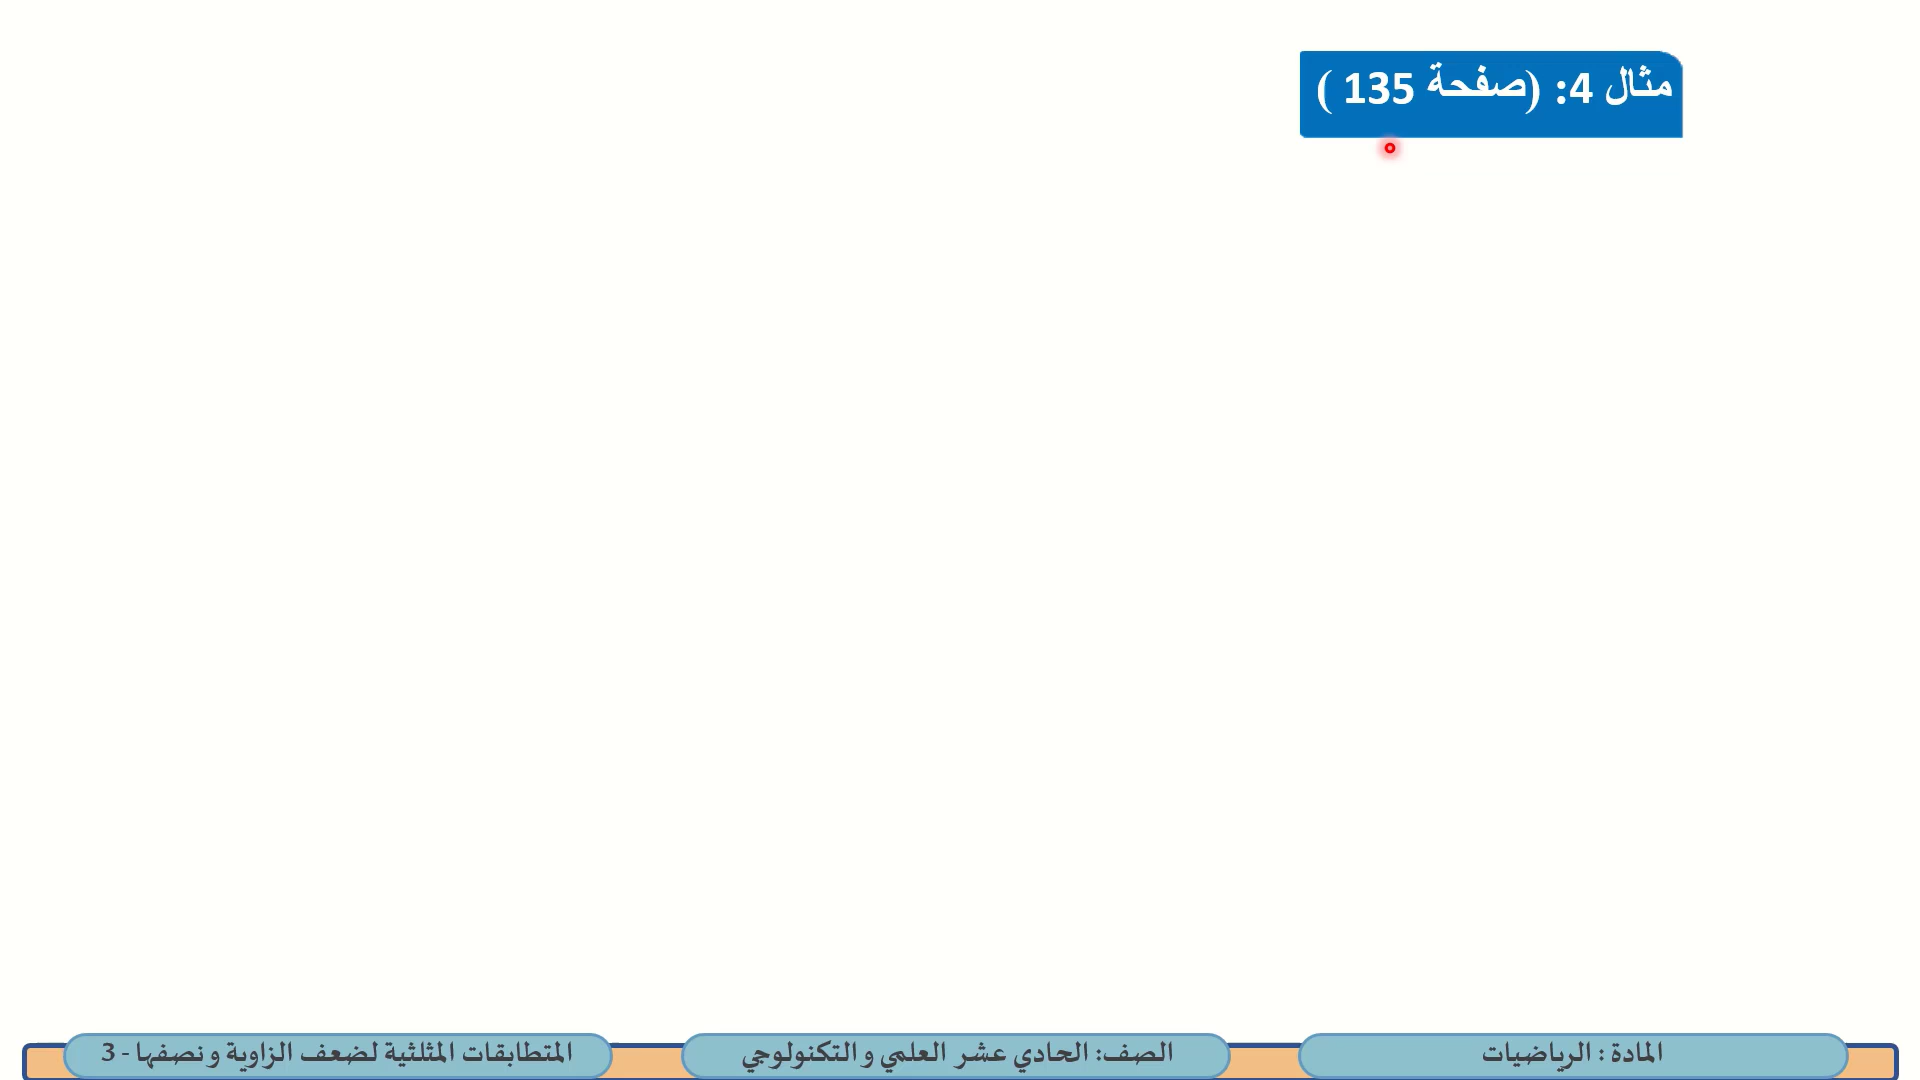 مثال 4: (صفحة 135 )
المادة : الرياضيات
الصف: الحادي عشر العلمي و التكنولوجي
المتطابقات المثلثية لضعف الزاوية و نصفها - 3